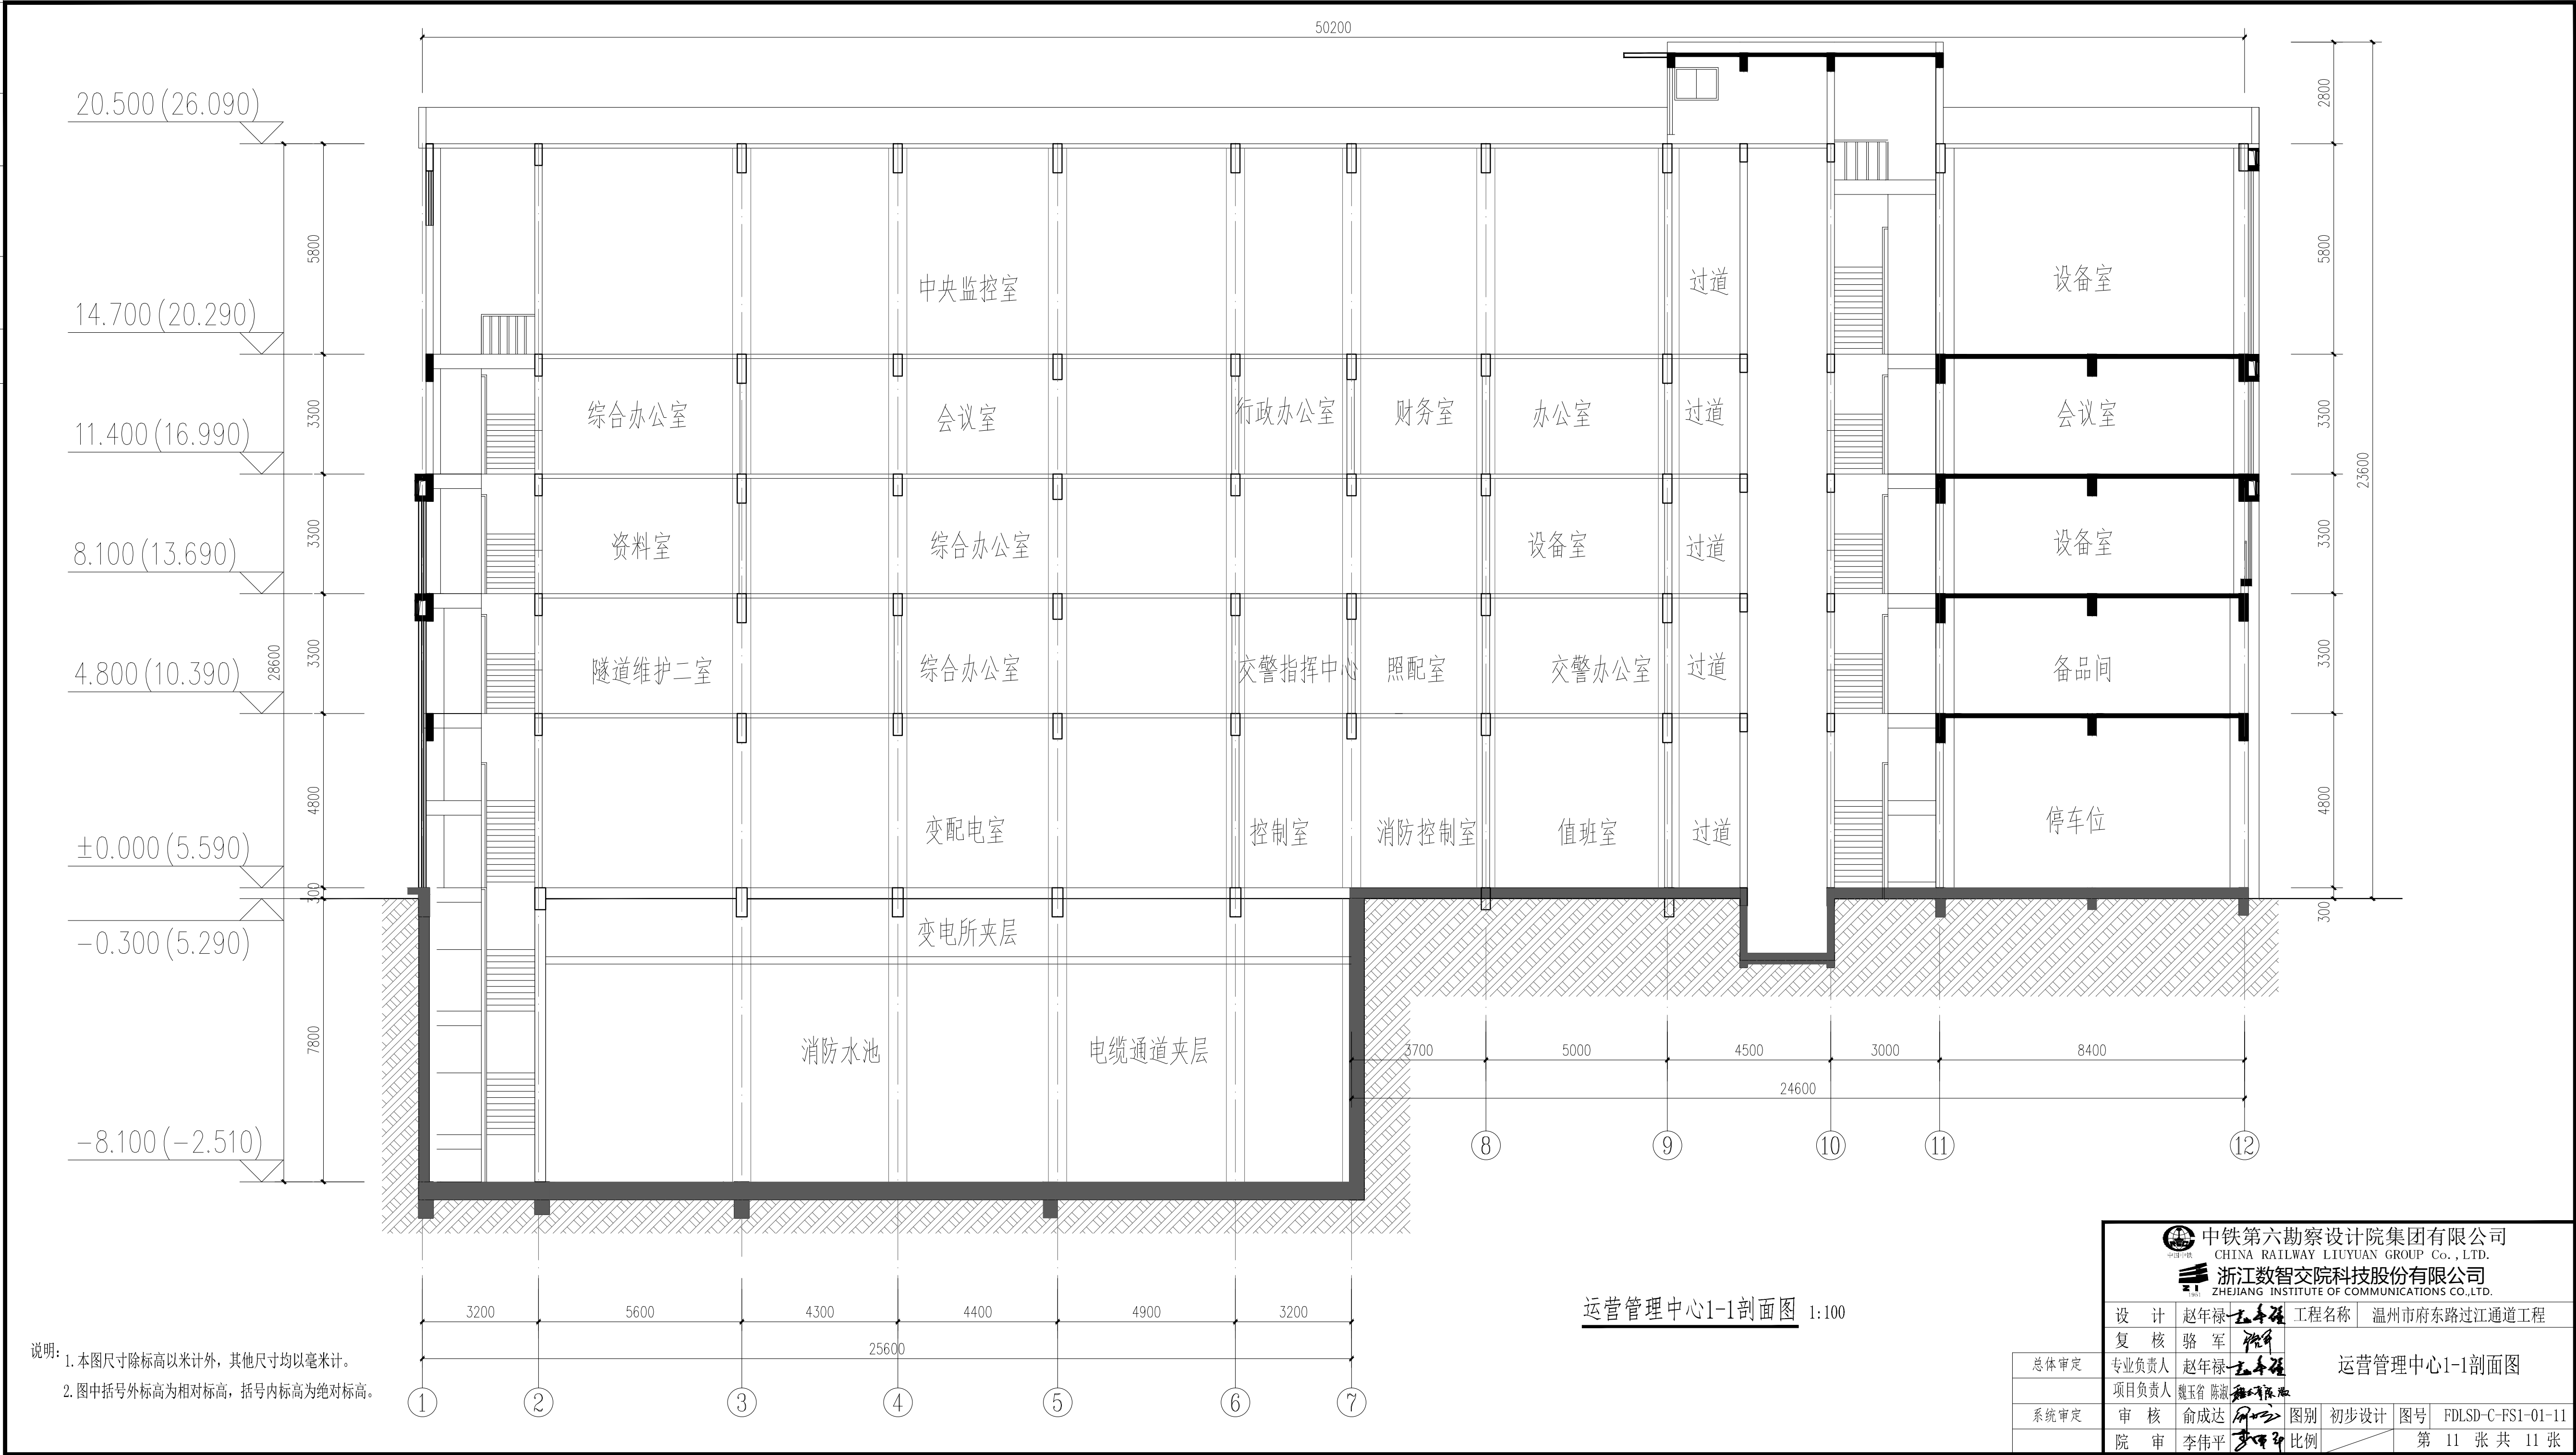 50200
20.500(26.090)
14.700(20.290)
11.400(16.990)
8.100(13.690)
4.800(10.390)
±0.000(5.590)
-0.300(5.290)
-8.100(-2.510)
5800
3300
3300
3300
4800
300
7800
28600
中央监控室 过道 设备室
综合办公室 会议室 行政办公室 财务室 办公室 过道 会议室
资料室 综合办公室 设备室 过道 设备室
隧道维护二室 综合办公室 交警指挥中心 照配室 交警办公室 过道 备品间
变配电室 控制室 消防控制室 值班室 过道 停车位
变电所夹层
消防水池 电缆通道夹层
2800
5800
3300
3300
3300
4800
300
23600
3700 5000 4500 3000 8400
24600
8 9 10 11 12
3200 5600 4300 4400 4900 3200
25600
1 2 3 4 5 6 7
运营管理中心1-1剖面图 1:100
说明:
1.本图尺寸除标高以米计外，其他尺寸均以毫米计。
2.图中括号外标高为相对标高，括号内标高为绝对标高。
中铁第六勘察设计院集团有限公司
中国中铁
CHINA RAILWAY LIUYUAN GROUP Co.,LTD.
浙江数智交院科技股份有限公司
ZHEJIANG INSTITUTE OF COMMUNICATIONS CO.,LTD.
设 计 赵年禄 工程名称 温州市府东路过江通道工程
复 核 骆 军
总体审定 专业负责人 赵年禄 运营管理中心1-1剖面图
项目负责人 魏玉省 陈淑
系统审定 审 核 俞成达 图别 初步设计 图号 FDLSD-C-FS1-01-11
院 审 李伟平 比例 第 11 张 共 11 张